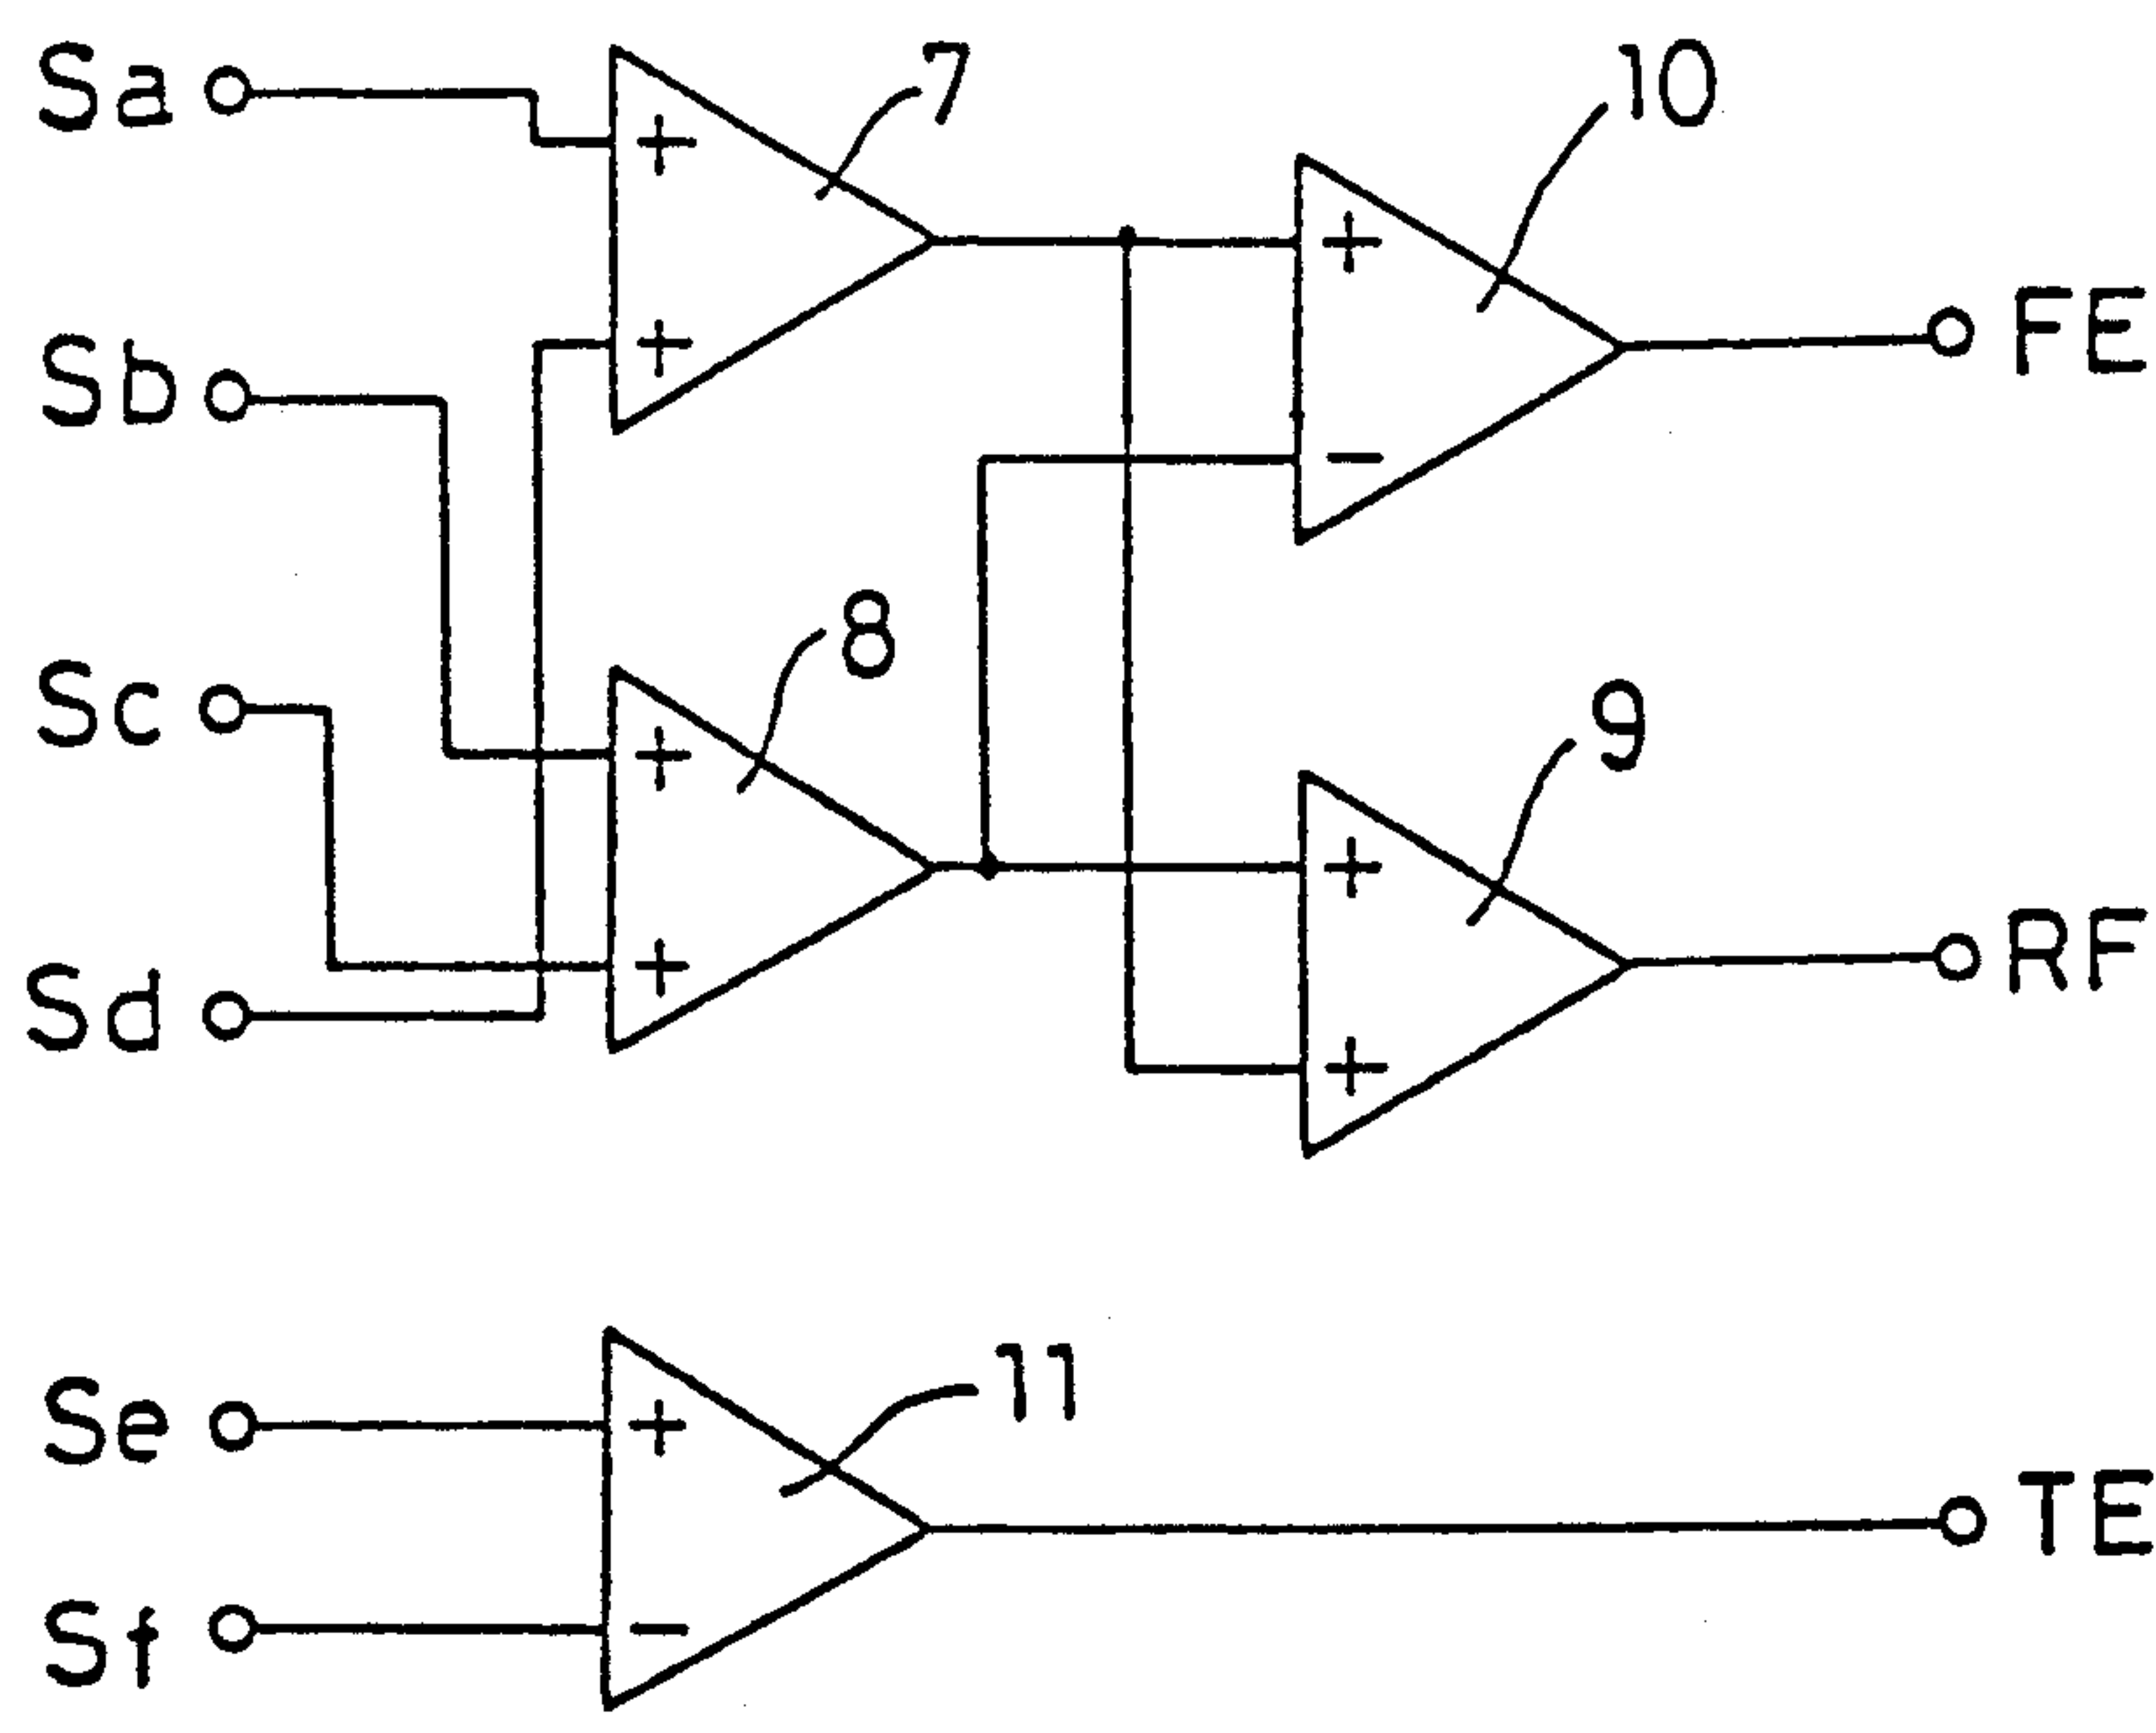 Sa
7
10
+
+
FE
Sb
+
-
8
Sc
+
9
+
RF
Sd
+
+
Se
+
11
TE
Sf
-